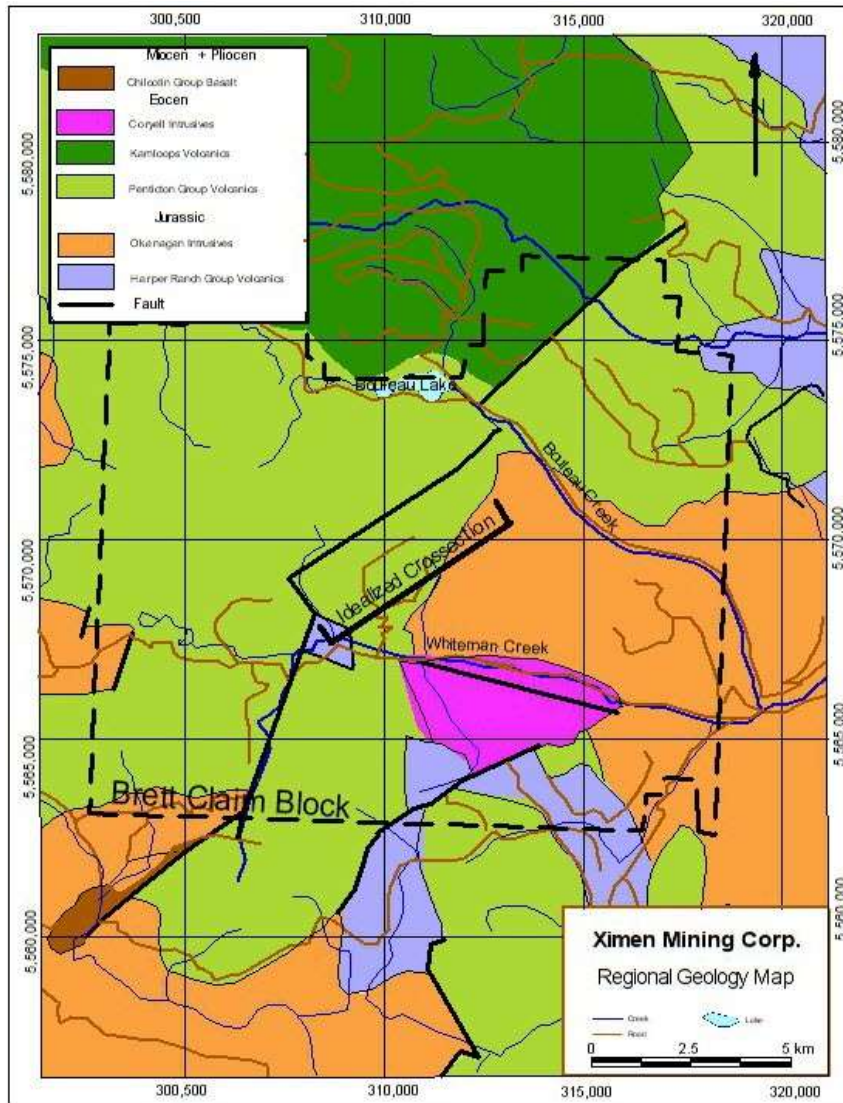 300,500 310,000 315,000 320,000
Miocen + Pliocen
Chilcotin Group Basalt
Eocen
Coryell Intrusives
Kamloops Volcanics
Penticton Group Volcanics
Jurassic
Okanagan Intrusives
Harper Ranch Group Volcanics
Fault
5,580,000
5,580,000
5,575,000
5,575,000
Bouleau Lake
Bouleau Creek
5,570,000
5,570,000
Idealized Crossection
Whiteman Creek
5,565,000
5,565,000
Brett Claim Block
5,560,000
5,560,000
Ximen Mining Corp.
Regional Geology Map
Creek
Lake
Road
0 2.5 5 km
300,500 310,000 315,000 320,000